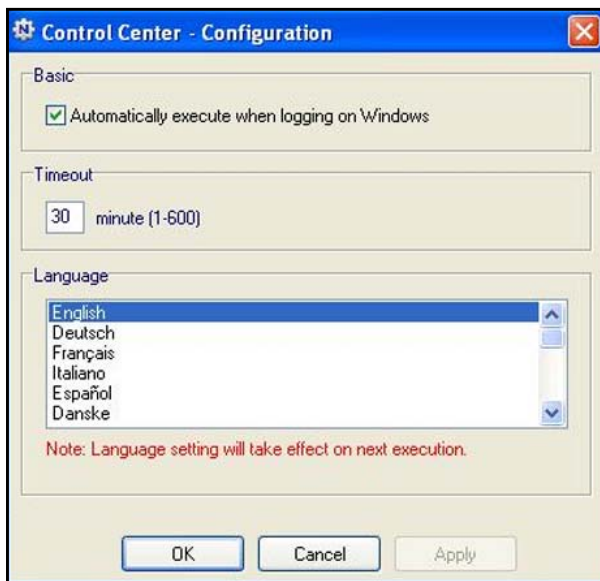 Control Center - Configuration
Basic
Automatically execute when logging on Windows
Timeout
30 minute (1-600)
Language
English
Deutsch
Français
Italiano
Español
Danske
Note: Language setting will take effect on next execution.
OK Cancel Apply